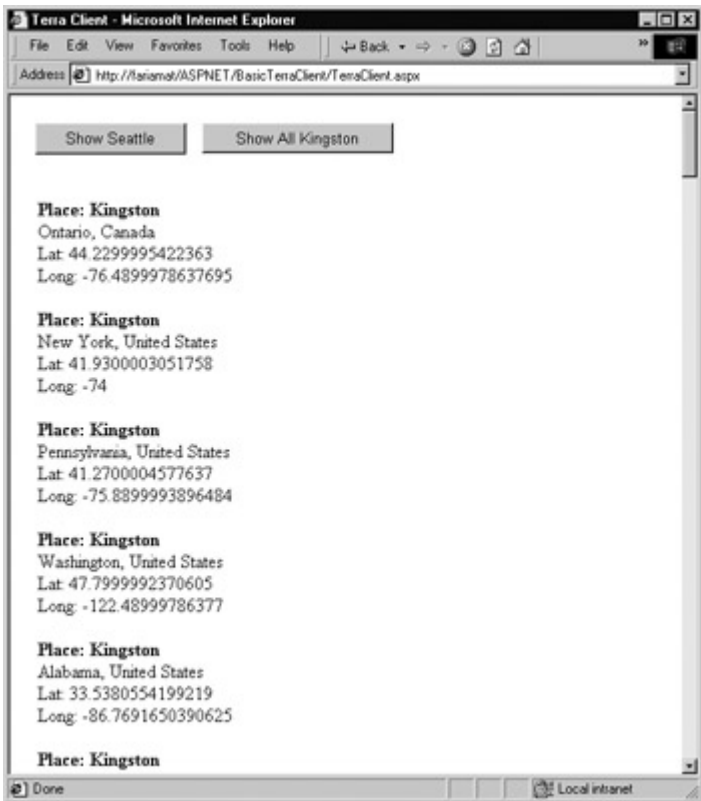 Terra Client - Microsoft Internet Explorer
File Edit View Favorites Tools Help Back »
Address http://fariamat/ASPNET/BasicTerraClient/TerraClient.aspx
Show Seattle Show All Kingston
Place: Kingston
Ontario, Canada
Lat: 44.2299995422363
Long: -76.4899978637695
Place: Kingston
New York, United States
Lat: 41.9300003051758
Long: -74
Place: Kingston
Pennsylvania, United States
Lat: 41.2700004577637
Long: -75.8899993896484
Place: Kingston
Washington, United States
Lat: 47.7999992370605
Long: -122.48999786377
Place: Kingston
Alabama, United States
Lat: 33.5380554199219
Long: -86.7691650390625
Place: Kingston
Done Local intranet